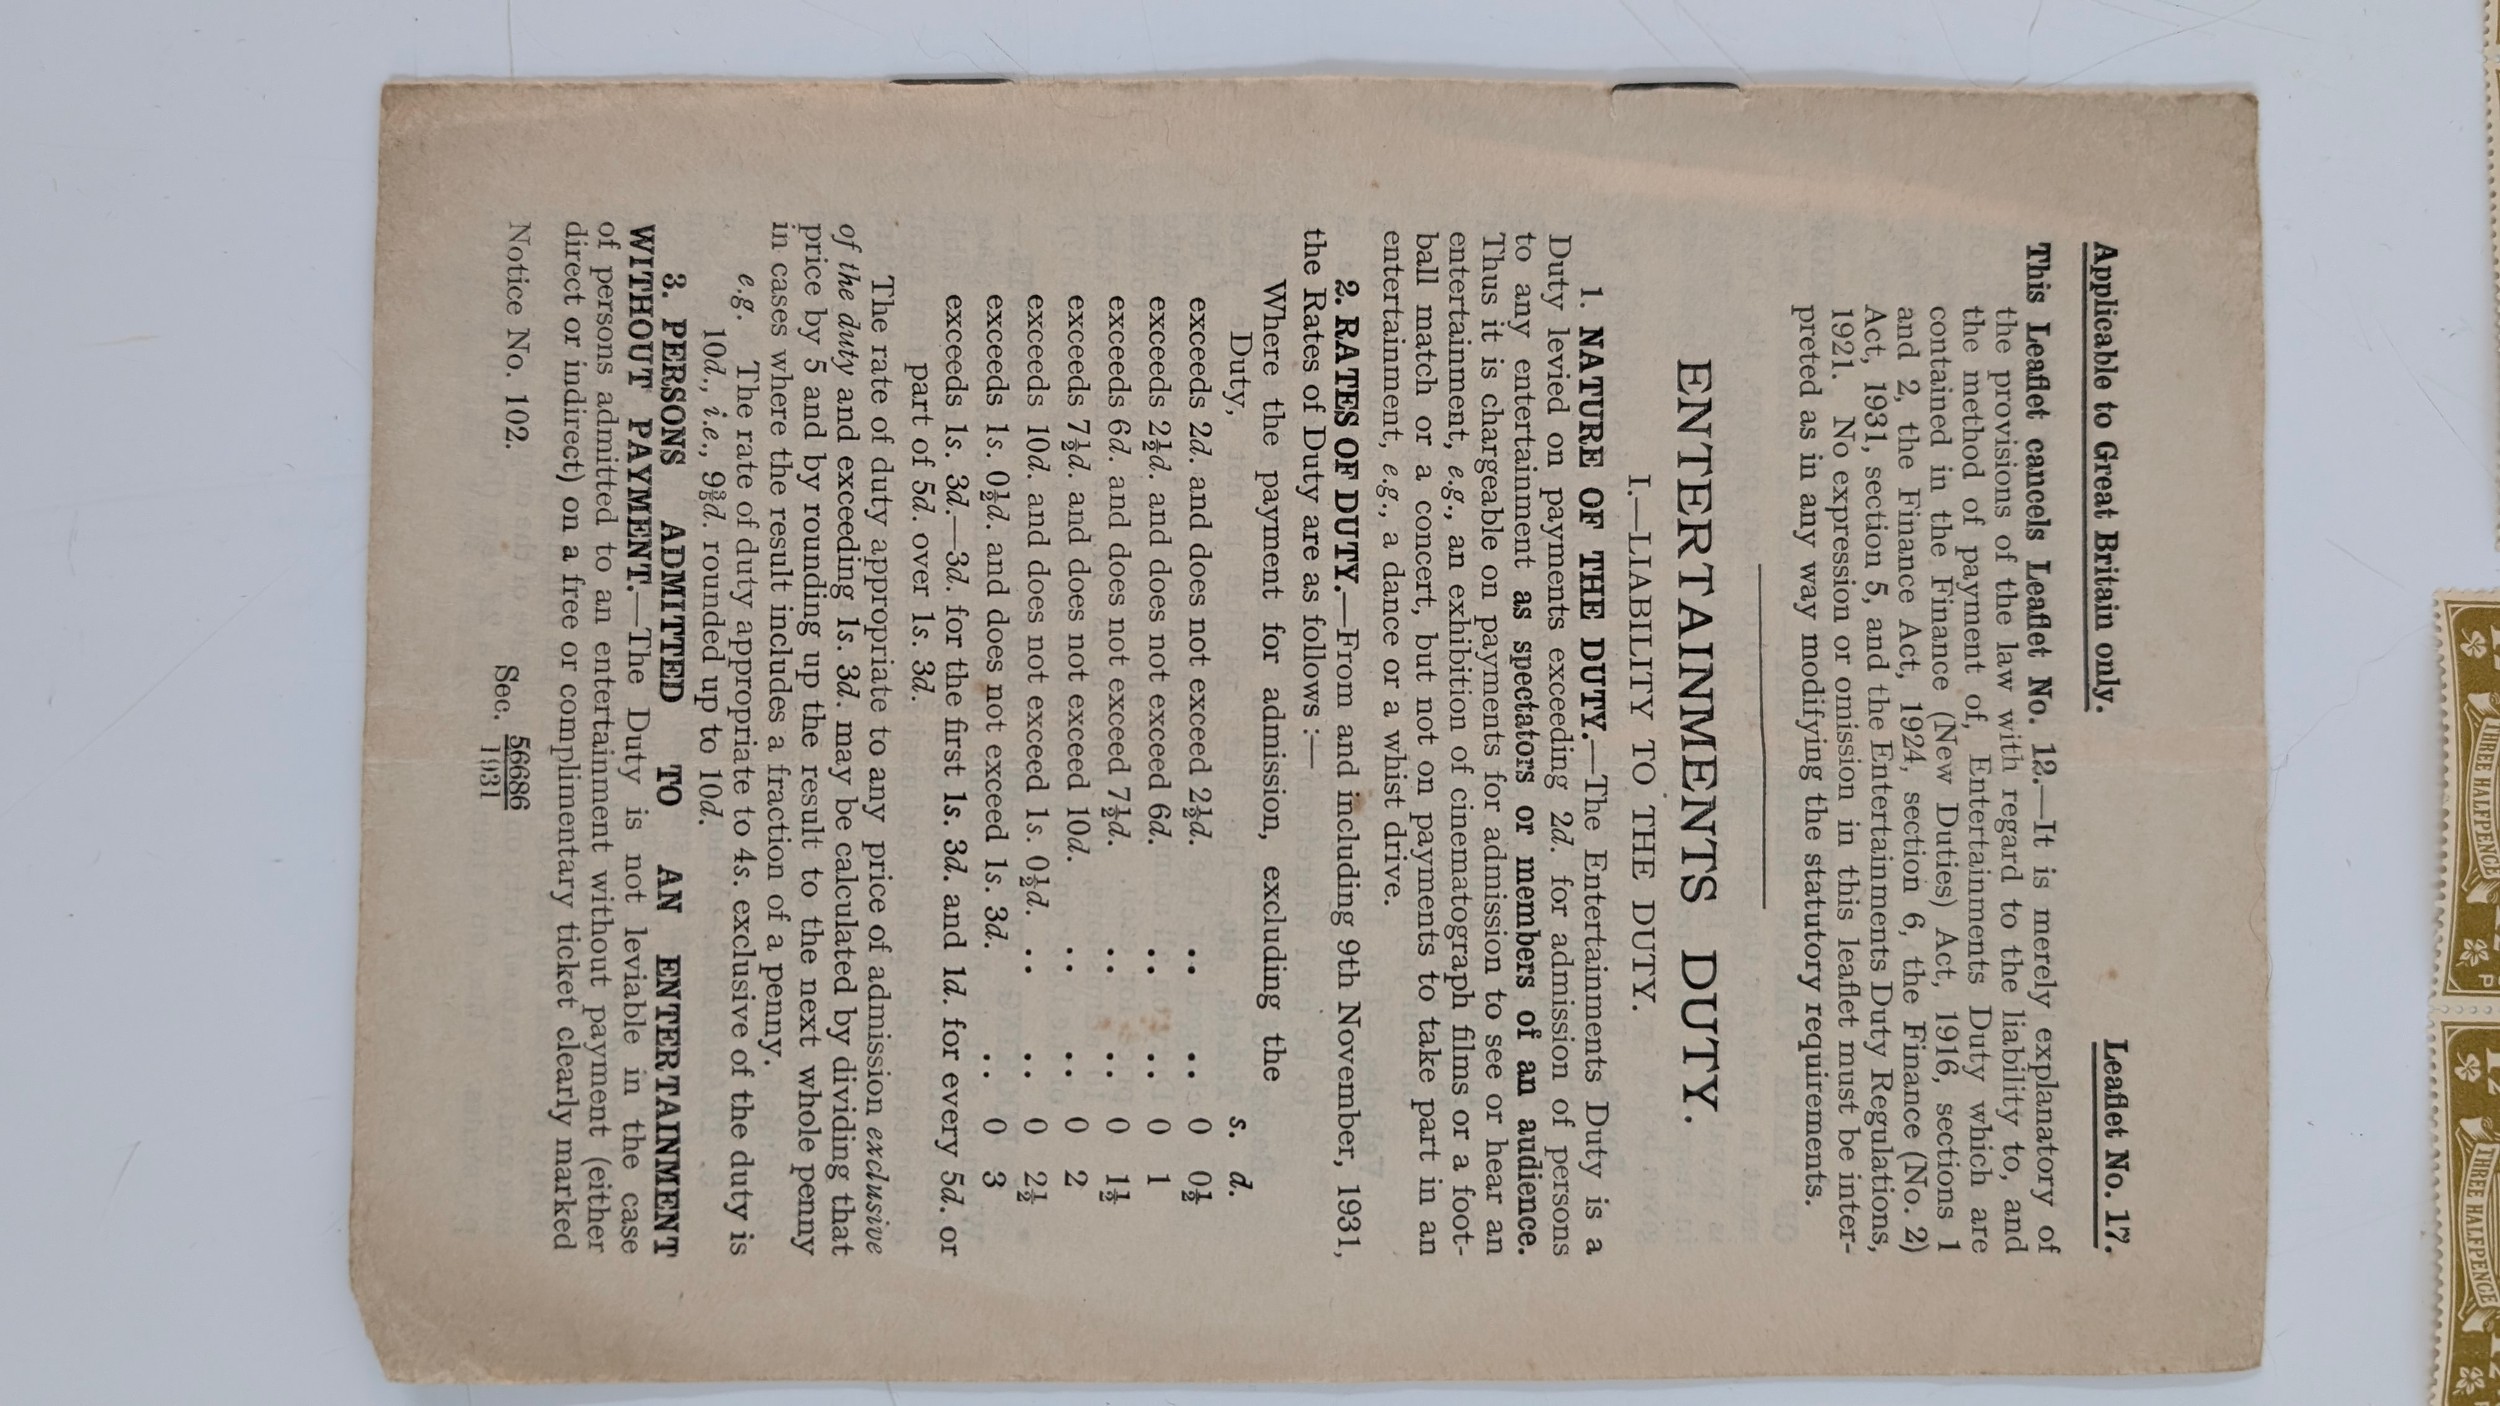 Applicable to Great Britain only. Leaflet No. 17.
This Leaflet cancels Leaflet No. 12.—It is merely explanatory of
the provisions of the law with regard to the liability to, and
the method of payment of, Entertainments Duty which are
contained in the Finance (New Duties) Act, 1916, sections 1
and 2, the Finance Act, 1924, section 6, the Finance (No. 2)
Act, 1931, section 5, and the Entertainments Duty Regulations,
1921. No expression or omission in this leaflet must be inter-
preted as in any way modifying the statutory requirements.
ENTERTAINMENTS DUTY.
I.—LIABILITY TO THE DUTY.
1. NATURE OF THE DUTY.—The Entertainments Duty is a
Duty levied on payments exceeding 2d. for admission of persons
to any entertainment as spectators or members of an audience.
Thus it is chargeable on payments for admission to see or hear an
entertainment, e.g., an exhibition of cinematograph films or a foot-
ball match or a concert, but not on payments to take part in an
entertainment, e.g., a dance or a whist drive.
2. RATES OF DUTY.—From and including 9th November, 1931,
the Rates of Duty are as follows :—
Where the payment for admission, excluding the
Duty, s. d.
exceeds 2d. and does not exceed 2½d. .. .. 0 0½
exceeds 2½d. and does not exceed 6d. .. .. 0 1
exceeds 6d. and does not exceed 7½d. .. .. 0 1½
exceeds 7½d. and does not exceed 10d. .. .. 0 2
exceeds 10d. and does not exceed 1s. 0½d. .. .. 0 2½
exceeds 1s. 0½d. and does not exceed 1s. 3d. .. 0 3
exceeds 1s. 3d.—3d. for the first 1s. 3d. and 1d. for every 5d. or
part of 5d. over 1s. 3d.
The rate of duty appropriate to any price of admission exclusive
of the duty and exceeding 1s. 3d. may be calculated by dividing that
price by 5 and by rounding up the result to the next whole penny
in cases where the result includes a fraction of a penny.
e.g. The rate of duty appropriate to 4s. exclusive of the duty is
10d., i.e., 9⅗d. rounded up to 10d.
3. PERSONS ADMITTED TO AN ENTERTAINMENT
WITHOUT PAYMENT.—The Duty is not leviable in the case
of persons admitted to an entertainment without payment (either
direct or indirect) on a free or complimentary ticket clearly marked
Notice No. 102. Sec. 56686
1931
THREE HALFPENCE
THREE HALFPENCE